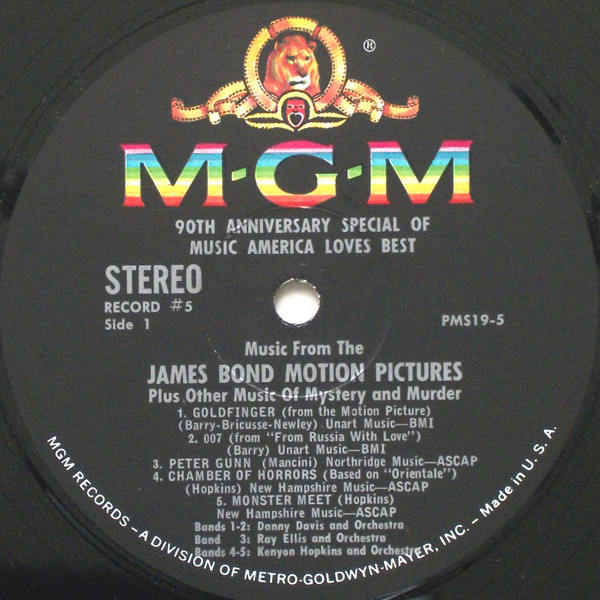 ®
M-G-M
90TH ANNIVERSARY SPECIAL OF
MUSIC AMERICA LOVES BEST
STEREO
RECORD #5
Side 1
PMS19-5
Music From The
JAMES BOND MOTION PICTURES
Plus Other Music Of Mystery and Murder
1. GOLDFINGER (from the Motion Picture)
(Barry-Bricusse-Newley) Unart Music—BMI
2. 007 (from "From Russia With Love")
(Barry) Unart Music—BMI
3. PETER GUNN (Mancini) Northridge Music—ASCAP
4. CHAMBER OF HORRORS (Based on "Orientale")
(Hopkins) New Hampshire Music—ASCAP
5. MONSTER MEET (Hopkins)
New Hampshire Music—ASCAP
Bands 1-2: Danny Davis and Orchestra
Band 3: Ray Ellis and Orchestra
Bands 4-5: Kenyon Hopkins and Orchestra
MGM RECORDS – A DIVISION OF METRO-GOLDWYN-MAYER, INC. – Made in U.S.A.